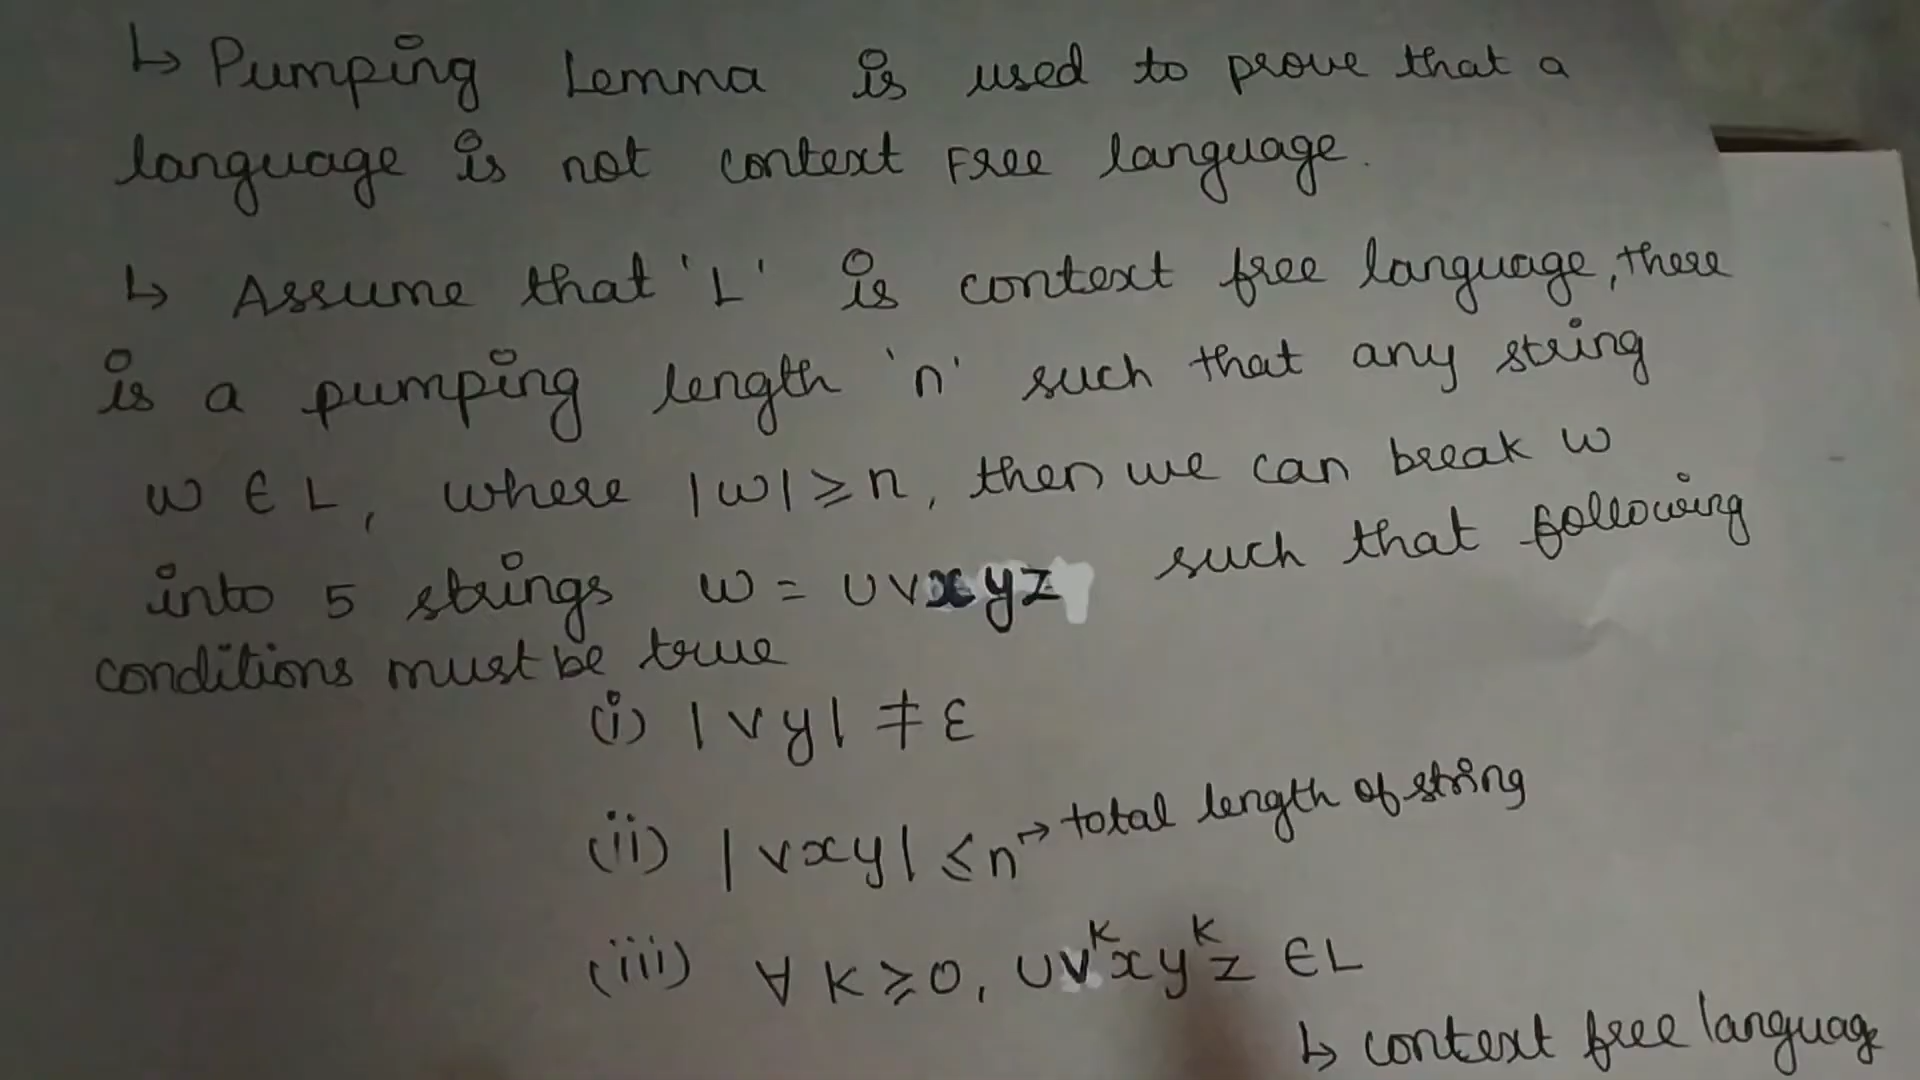 ↳ Pumping Lemma is used to prove that a
language is not context Free language.
↳ Assume that 'L' is context free language, there
is a pumping length 'n' such that any string
w ∈ L, where |w| ≥ n, then we can break w
into 5 strings w = uvxyz such that following
conditions must be true
(i) |vy| ≠ ε
(ii) |vxy| ≤ n → total length of string
(iii) ∀ K ≥ 0, uv^K xy^K z ∈ L
↳ context free language